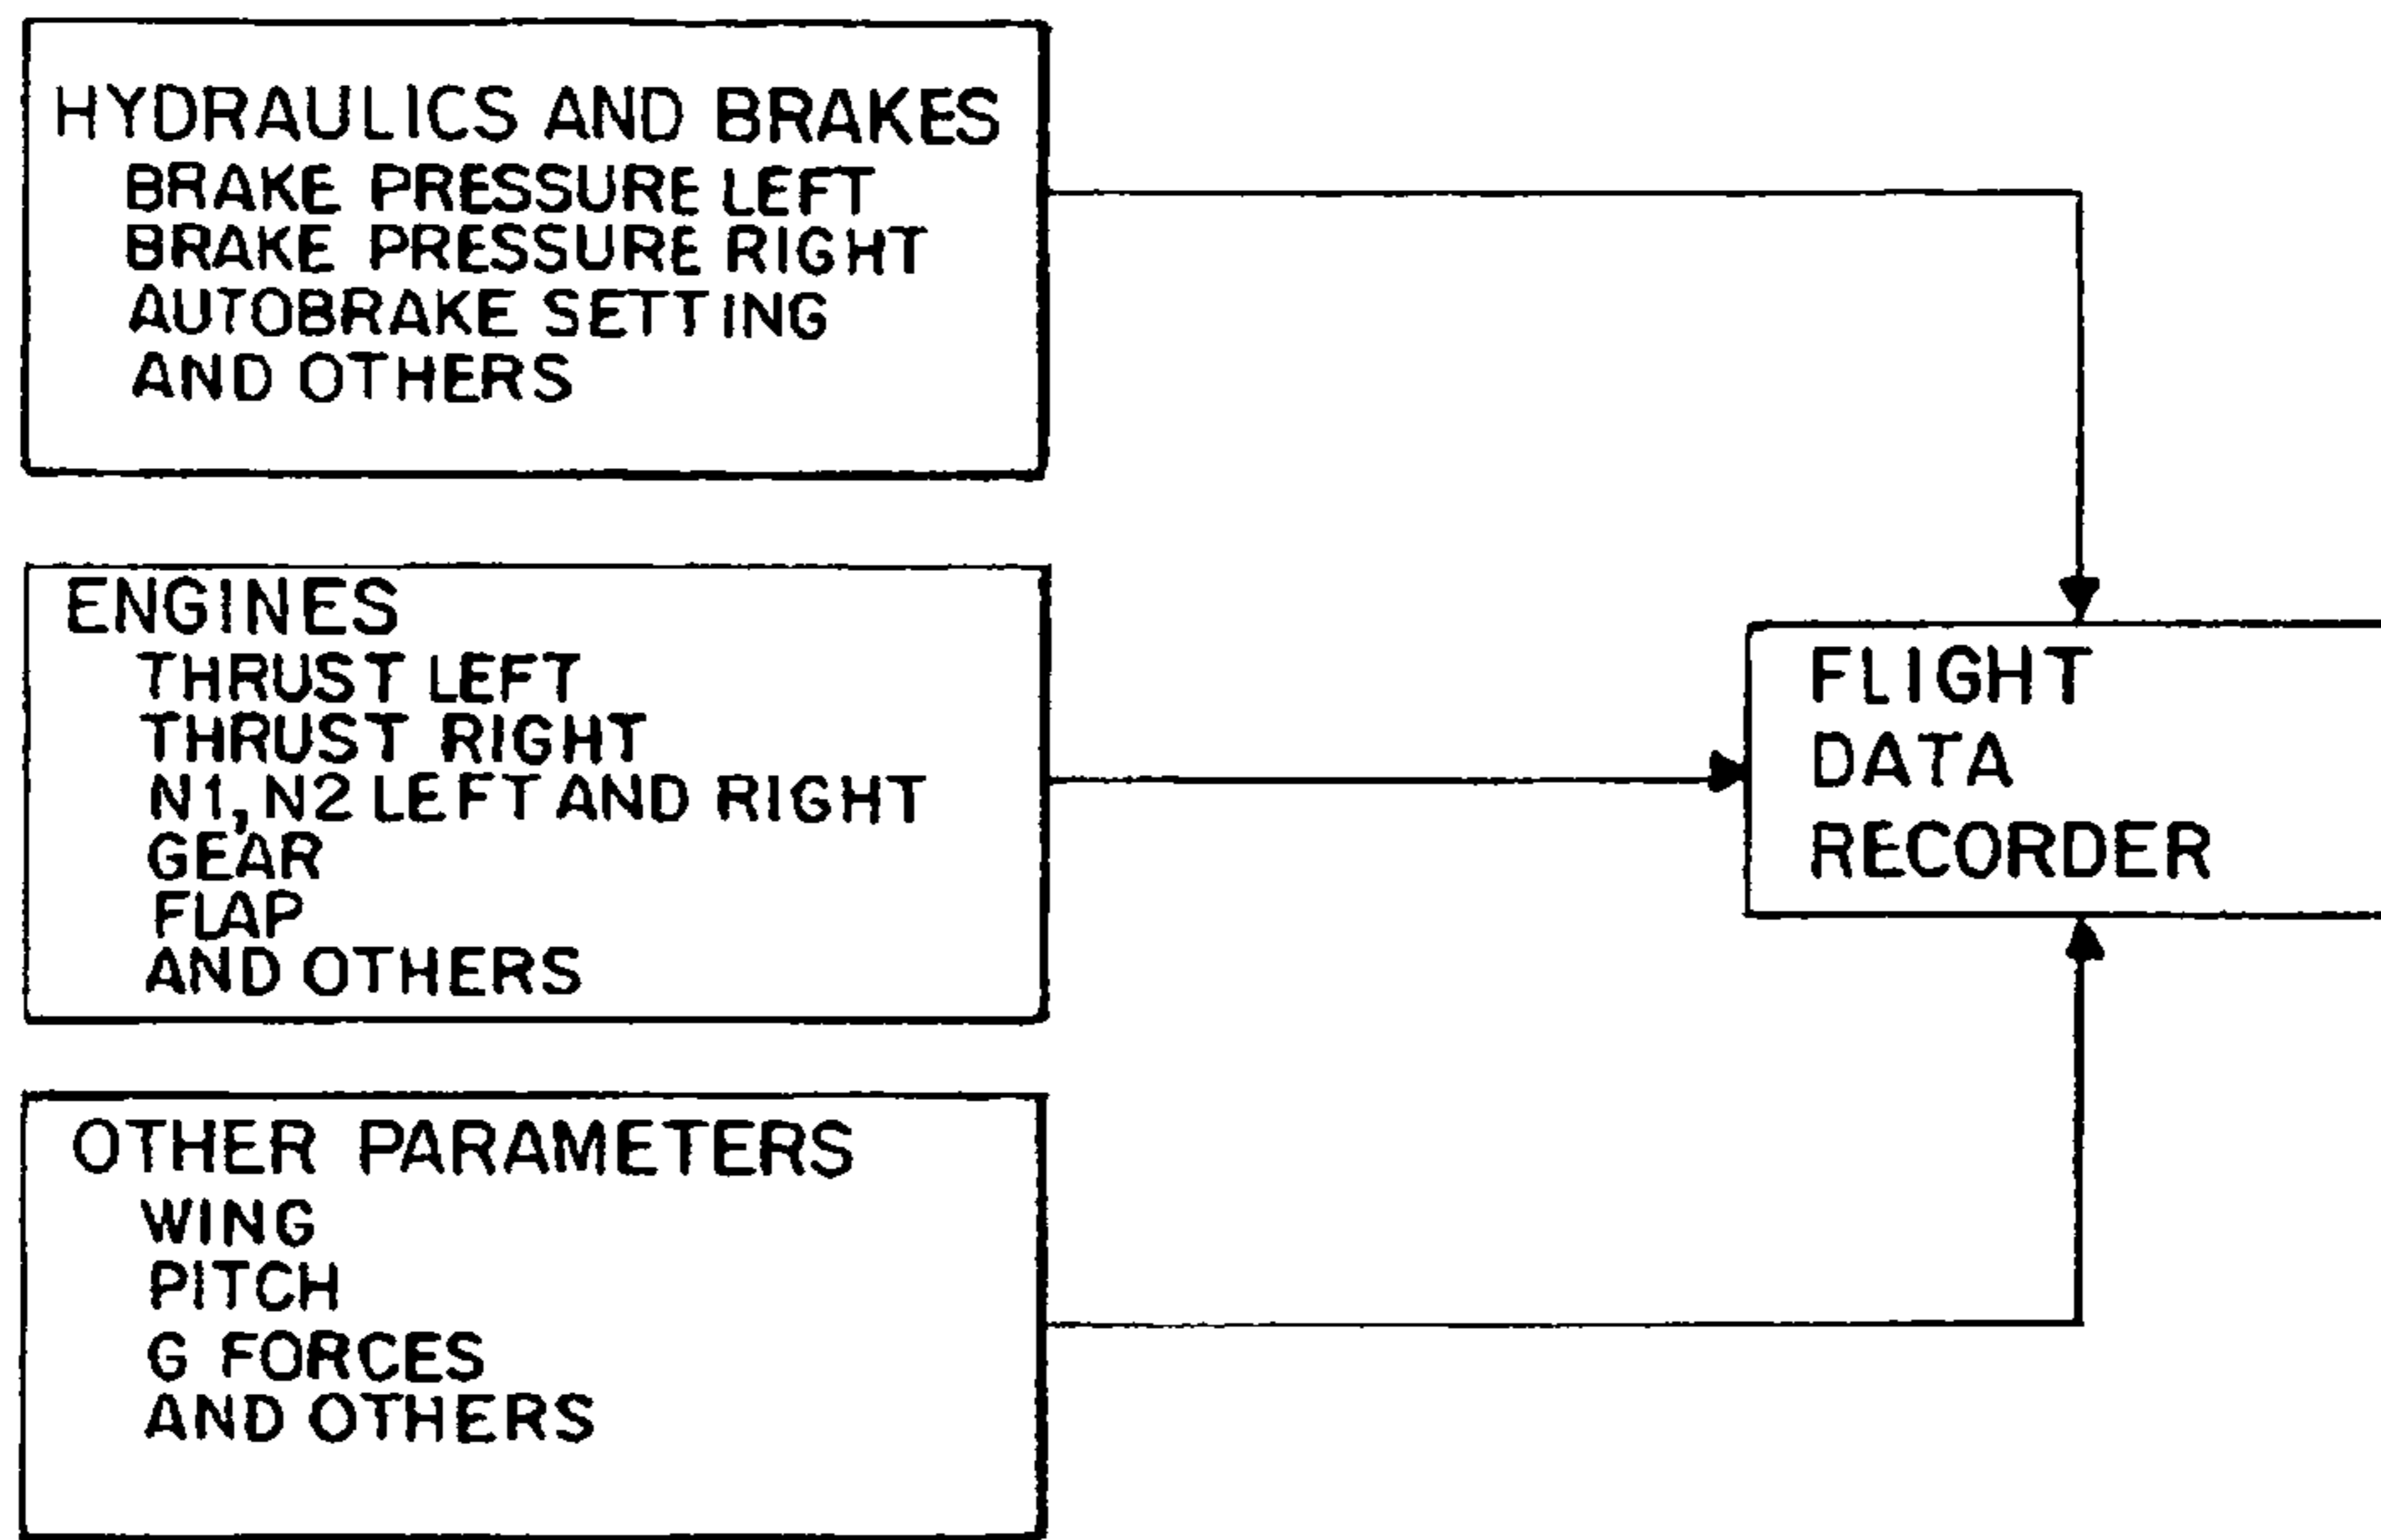 HYDRAULICS AND BRAKES
BRAKE PRESSURE LEFT
BRAKE PRESSURE RIGHT
AUTOBRAKE SETTING
AND OTHERS
ENGINES
THRUST LEFT
THRUST RIGHT
N1, N2 LEFT AND RIGHT
GEAR
FLAP
AND OTHERS
FLIGHT
DATA
RECORDER
OTHER PARAMETERS
WING
PITCH
G FORCES
AND OTHERS